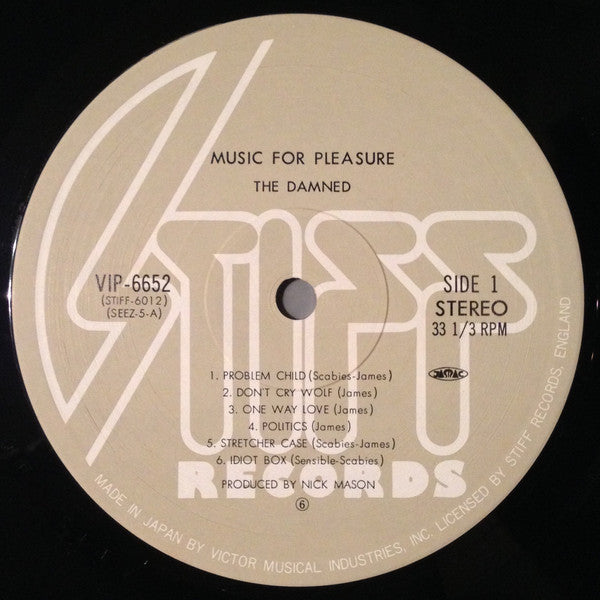 MUSIC FOR PLEASURE
THE DAMNED
STIFF
RECORDS
VIP-6652
(STIFF-6012)
(SEEZ-5-A)
SIDE 1
STEREO
33 1/3 RPM
JASRAC
1. PROBLEM CHILD (Scabies-James)
2. DON'T CRY WOLF (James)
3. ONE WAY LOVE (James)
4. POLITICS (James)
5. STRETCHER CASE (Scabies-James)
6. IDIOT BOX (Sensible-Scabies)
PRODUCED BY NICK MASON
⑥
MADE IN JAPAN BY VICTOR MUSICAL INDUSTRIES, INC. LICENSED BY STIFF RECORDS, ENGLAND